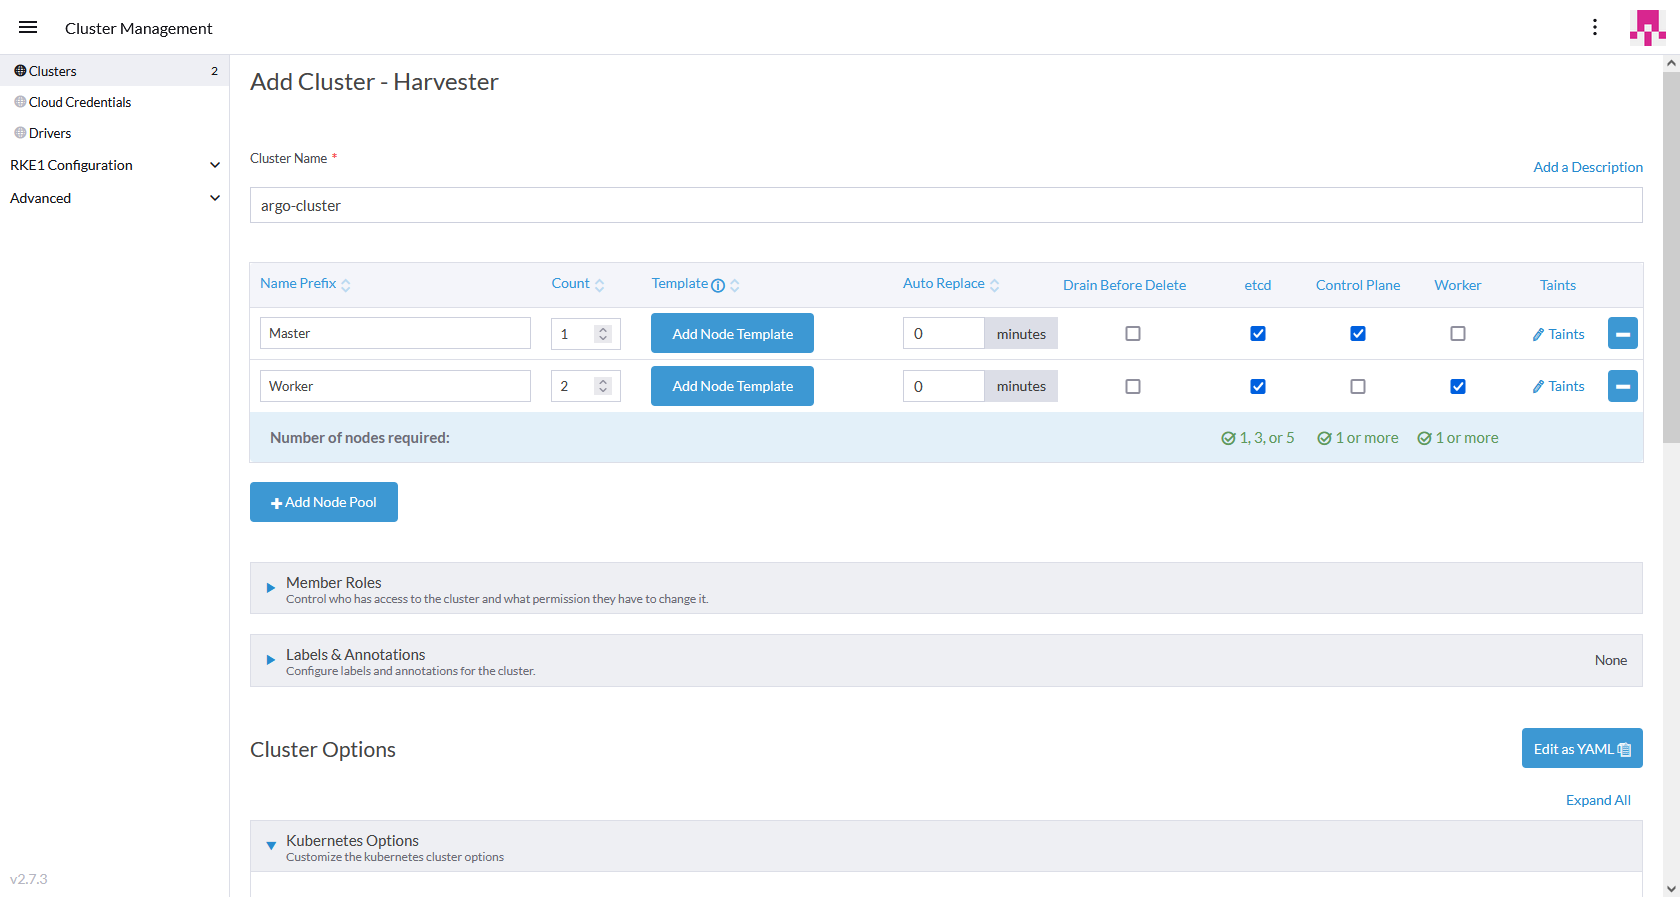 Cluster Management
Clusters 2
Cloud Credentials
Drivers
RKE1 Configuration
Advanced
v2.7.3
Add Cluster - Harvester
Cluster Name *
Add a Description
argo-cluster
Name Prefix Count Template Auto Replace Drain Before Delete etcd Control Plane Worker Taints
Master 1 Add Node Template 0 minutes Taints
Worker 2 Add Node Template 0 minutes Taints
Number of nodes required: 1, 3, or 5 1 or more 1 or more
Add Node Pool
Member Roles
Control who has access to the cluster and what permission they have to change it.
Labels & Annotations
Configure labels and annotations for the cluster.
None
Cluster Options
Edit as YAML
Expand All
Kubernetes Options
Customize the kubernetes cluster options